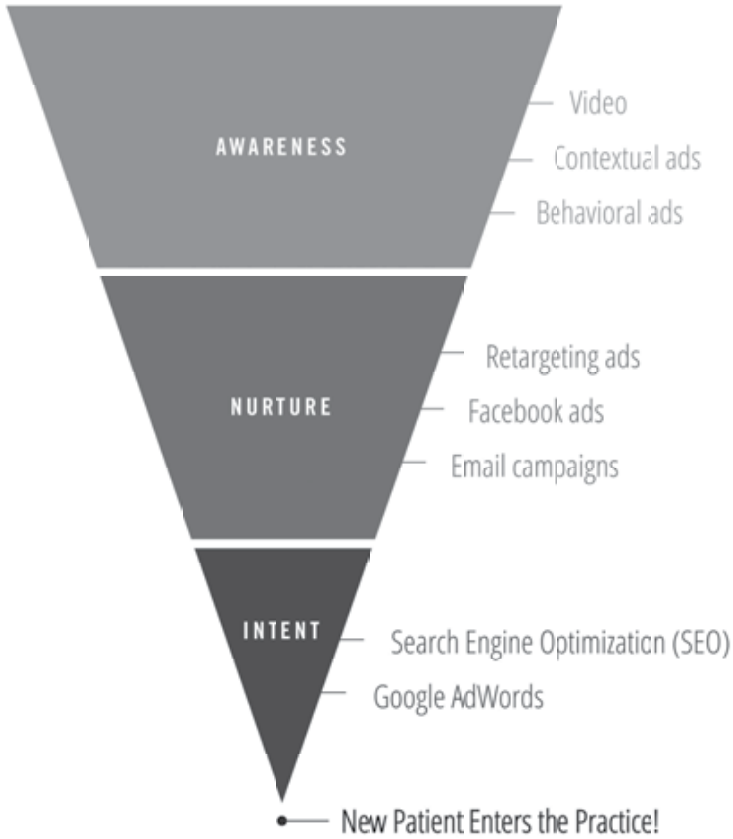 AWARENESS
Video
Contextual ads
Behavioral ads
NURTURE
Retargeting ads
Facebook ads
Email campaigns
INTENT
Search Engine Optimization (SEO)
Google AdWords
New Patient Enters the Practice!